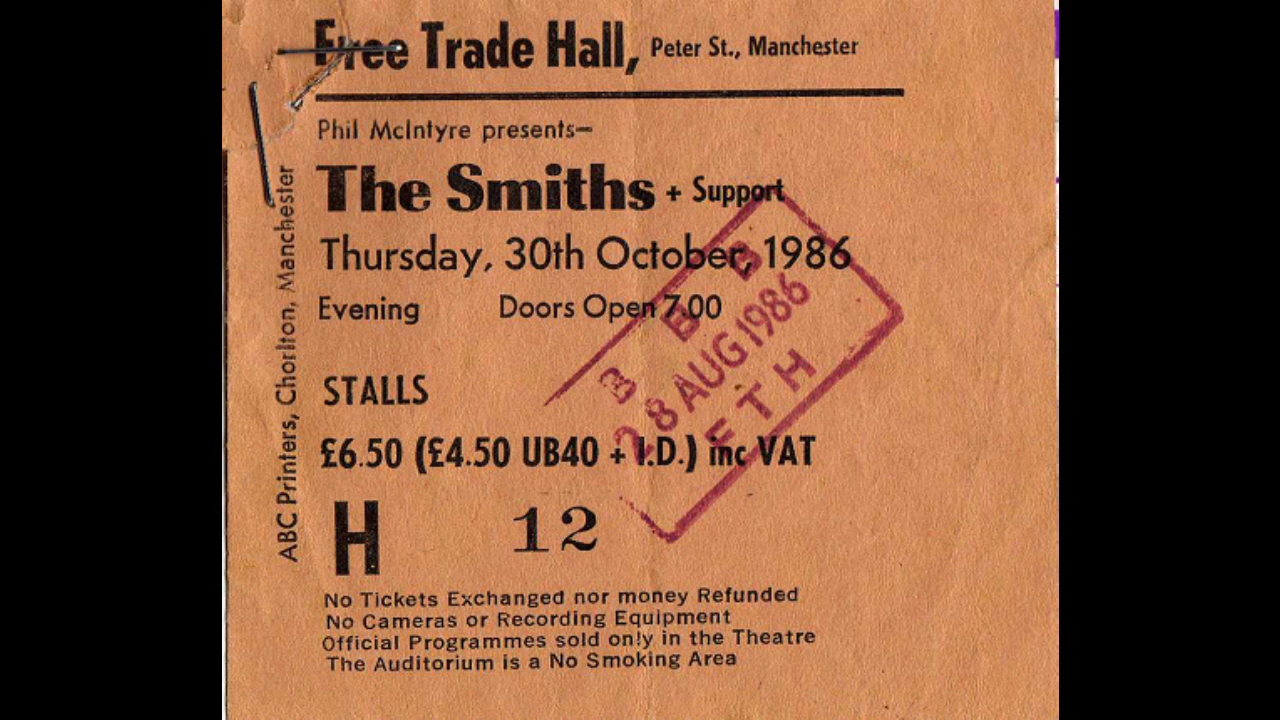 Free Trade Hall, Peter St., Manchester
Phil McIntyre presents—
The Smiths + Support
Thursday, 30th October, 1986
Evening Doors Open 7.00
STALLS
£6.50 (£4.50 UB40 + I.D.) inc VAT
H 12
No Tickets Exchanged nor money Refunded
No Cameras or Recording Equipment
Official Programmes sold only in the Theatre
The Auditorium is a No Smoking Area
ABC Printers, Chorlton, Manchester
B B B
28 AUG 1986
F T H